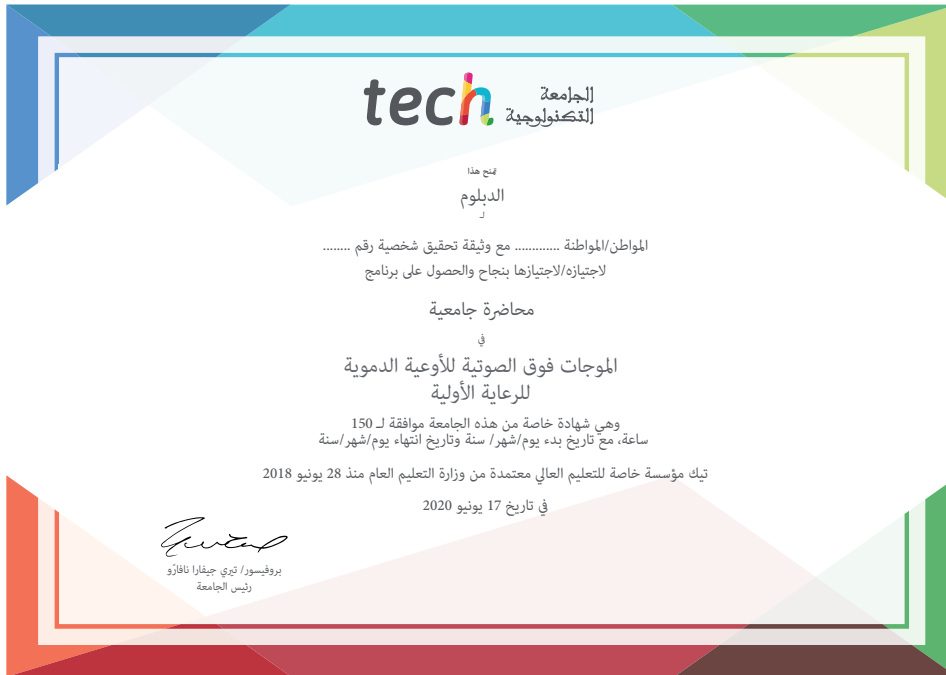 tech الجامعة
التكنولوجية
يمنح هذا
الدبلوم
لـ
المواطن/المواطنة ............ مع وثيقة تحقيق شخصية رقم ........
لاجتيازه/لاجتيازها بنجاح والحصول على برنامج
محاضرة جامعية
في
الموجات فوق الصوتية للأوعية الدموية
للرعاية الأولية
وهي شهادة خاصة من هذه الجامعة موافقة لـ 150
ساعة، مع تاريخ بدء يوم/شهر/ سنة وتاريخ انتهاء يوم/شهر/سنة
تيك مؤسسة خاصة للتعليم العالي معتمدة من وزارة التعليم العام منذ 28 يونيو 2018
في تاريخ 17 يونيو 2020
بروفيسور/ تيري جيفارا نافارّو
رئيس الجامعة